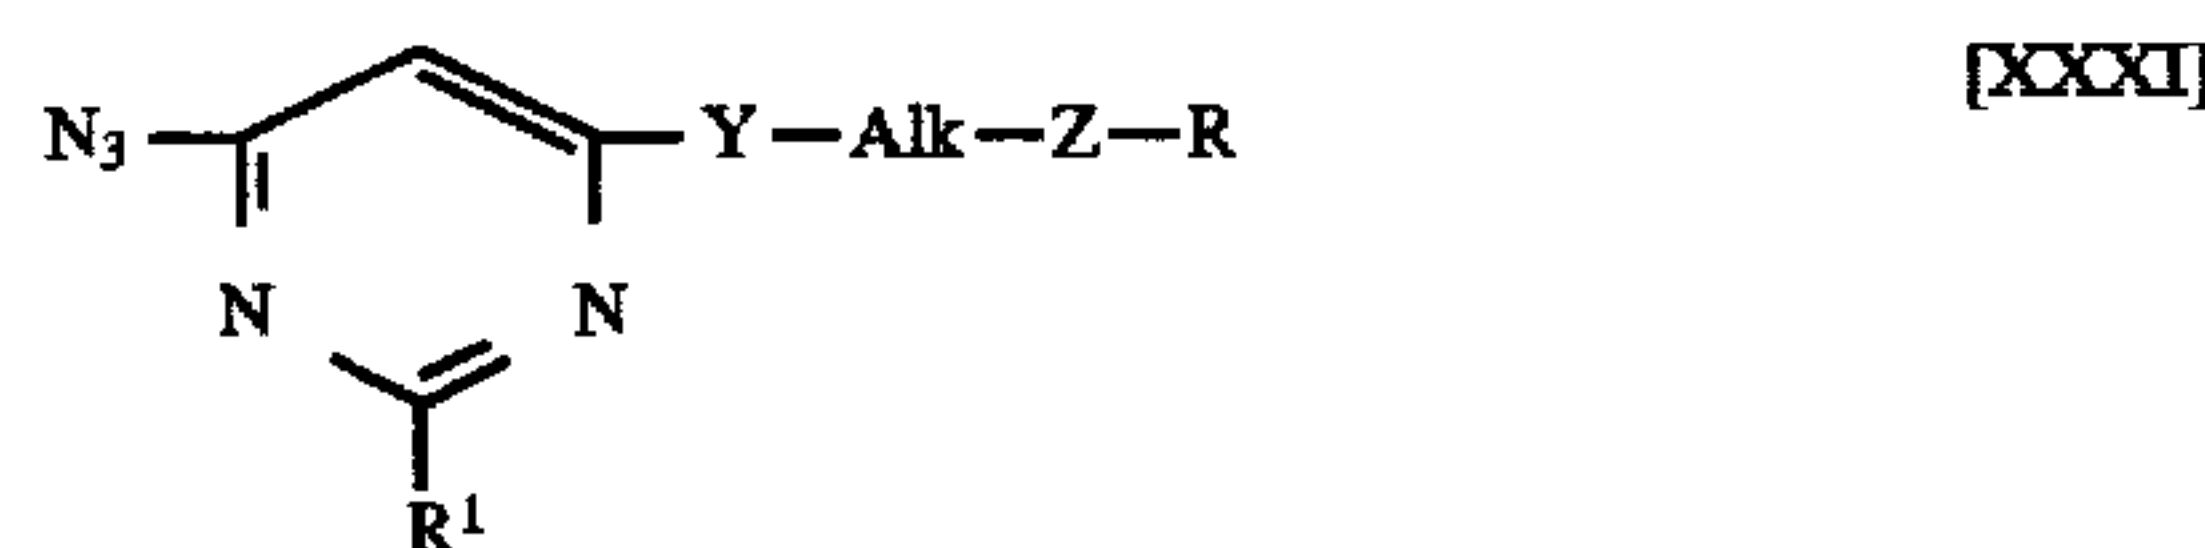 [XXXI]
N₃ Y—Alk—Z—R
N N
R¹